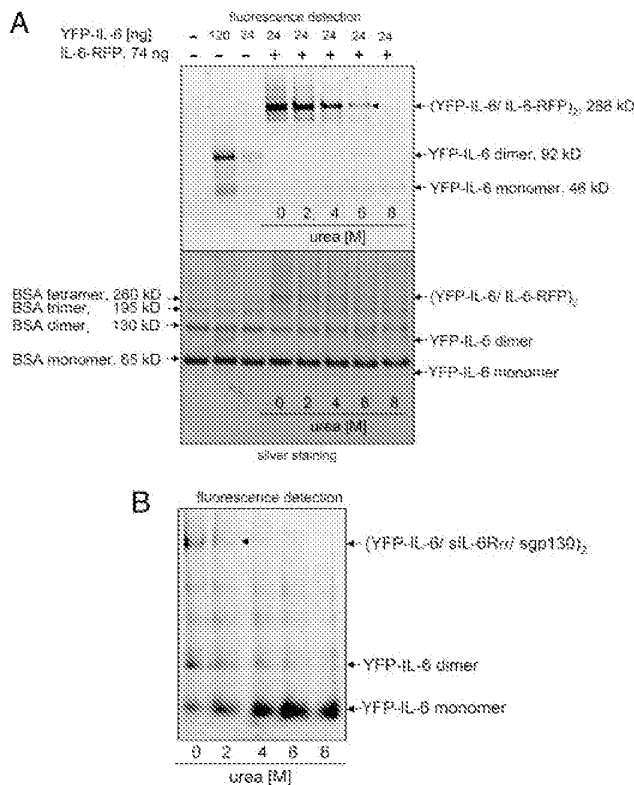 A
fluorescence detection
YFP-IL-6 [ng] – 120 24 24 24 24 24 24
IL-6-RFP, 74 ng – – – + + + + +
(YFP-IL-6/ IL-6-RFP)2, 288 kD
YFP-IL-6 dimer, 92 kD
YFP-IL-6 monomer, 46 kD
0 2 4 6 8
urea [M]
BSA tetramer, 260 kD
BSA trimer, 195 kD
BSA dimer, 130 kD
BSA monomer, 65 kD
(YFP-IL-6/ IL-6-RFP)2
YFP-IL-6 dimer
YFP-IL-6 monomer
0 2 4 6 8
urea [M]
silver staining
B
fluorescence detection
(YFP-IL-6/ sIL-6Rα/ sgp130)2
YFP-IL-6 dimer
YFP-IL-6 monomer
0 2 4 6 8
urea [M]